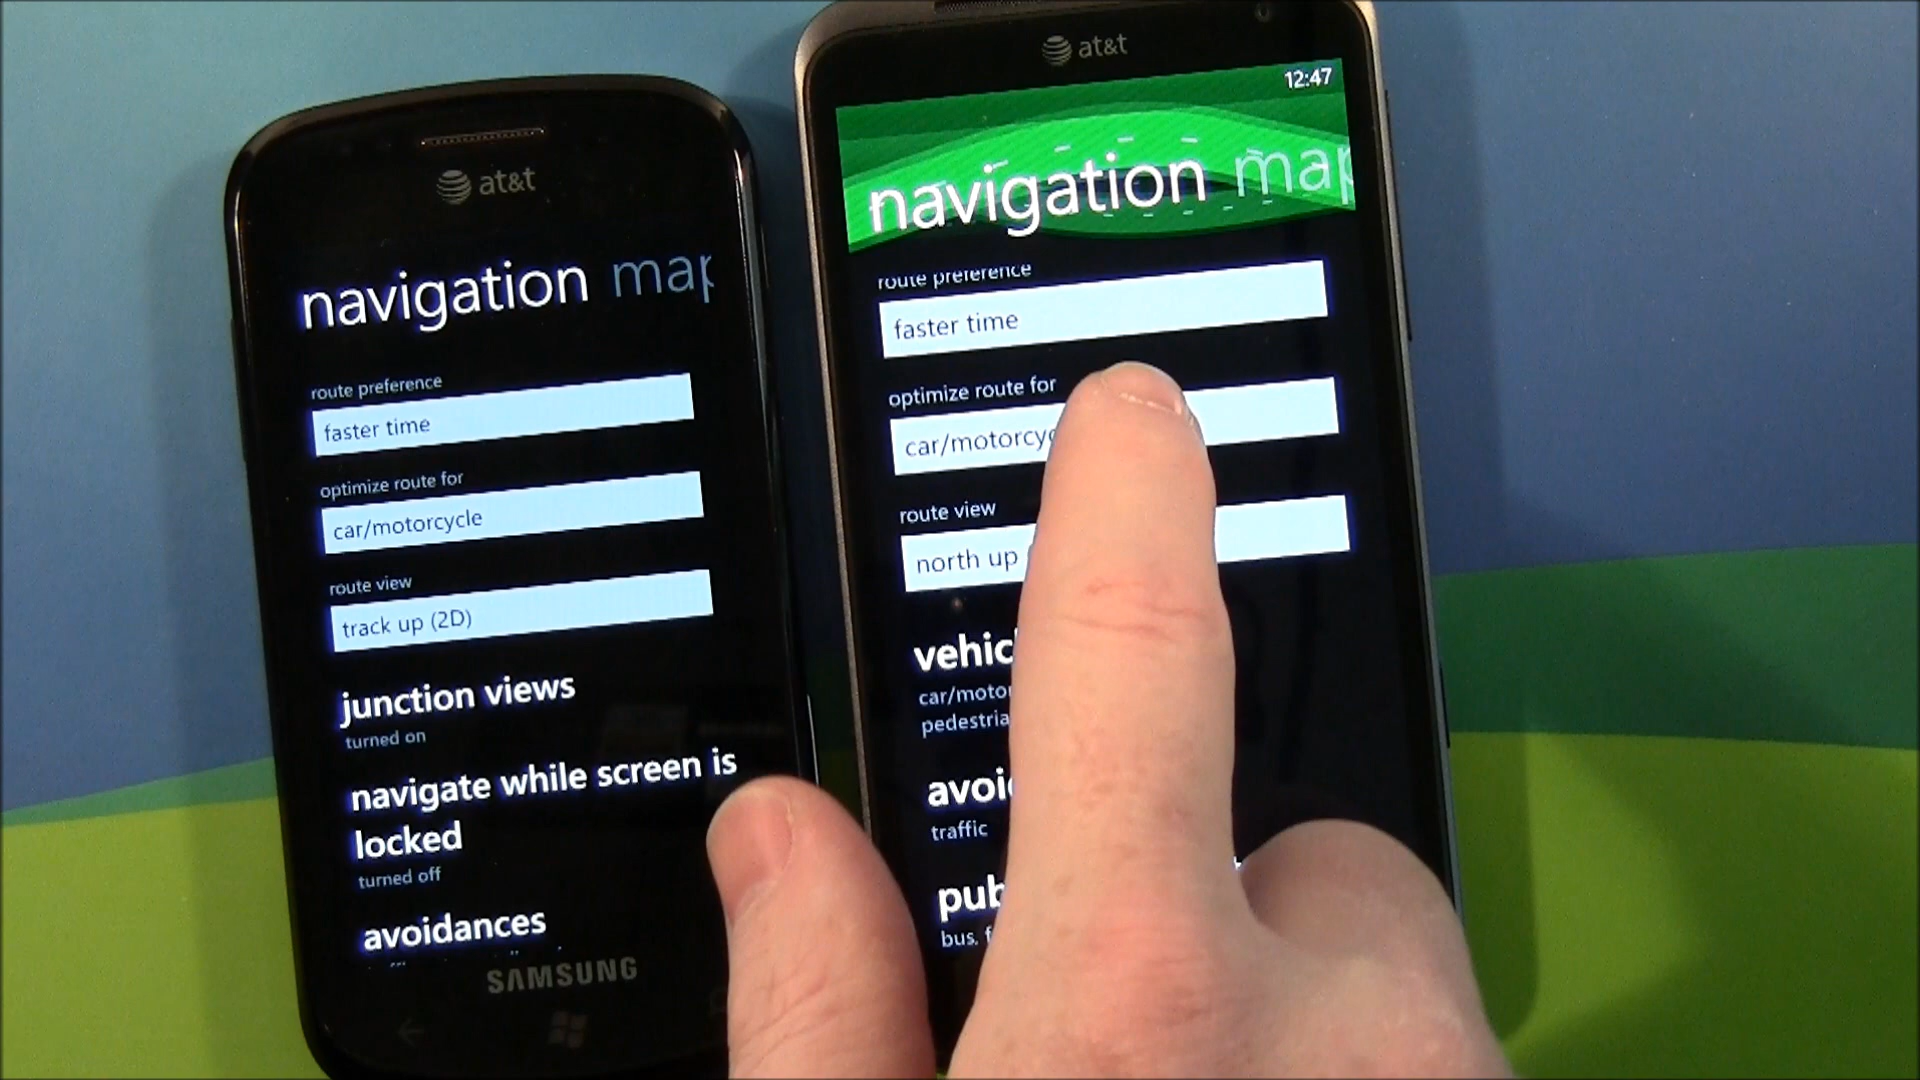 at&t
navigation map
route preference
faster time
optimize route for
car/motorcycle
route view
track up (2D)
junction views
turned on
navigate while screen is
locked
turned off
avoidances
SAMSUNG
at&t
12:47
navigation map
route preference
faster time
optimize route for
car/motorcyc
route view
north up
vehic
car/motor
pedestria
avoid
traffic
pub
bus, f